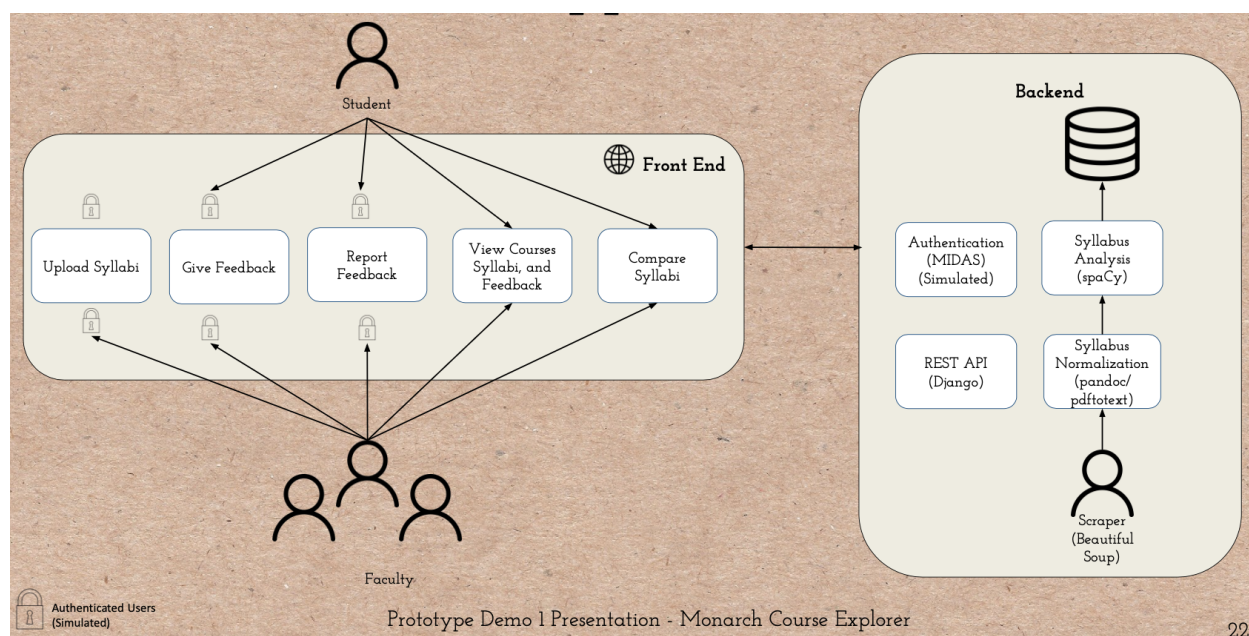 Student
Front End
Upload Syllabi
Give Feedback
Report
Feedback
View Courses
Syllabi, and
Feedback
Compare
Syllabi
Faculty
Backend
Authentication
(MIDAS)
(Simulated)
Syllabus
Analysis
(spaCy)
REST API
(Django)
Syllabus
Normalization
(pandoc/
pdftotext)
Scraper
(Beautiful
Soup)
Authenticated Users
(Simulated)
Prototype Demo 1 Presentation - Monarch Course Explorer
22